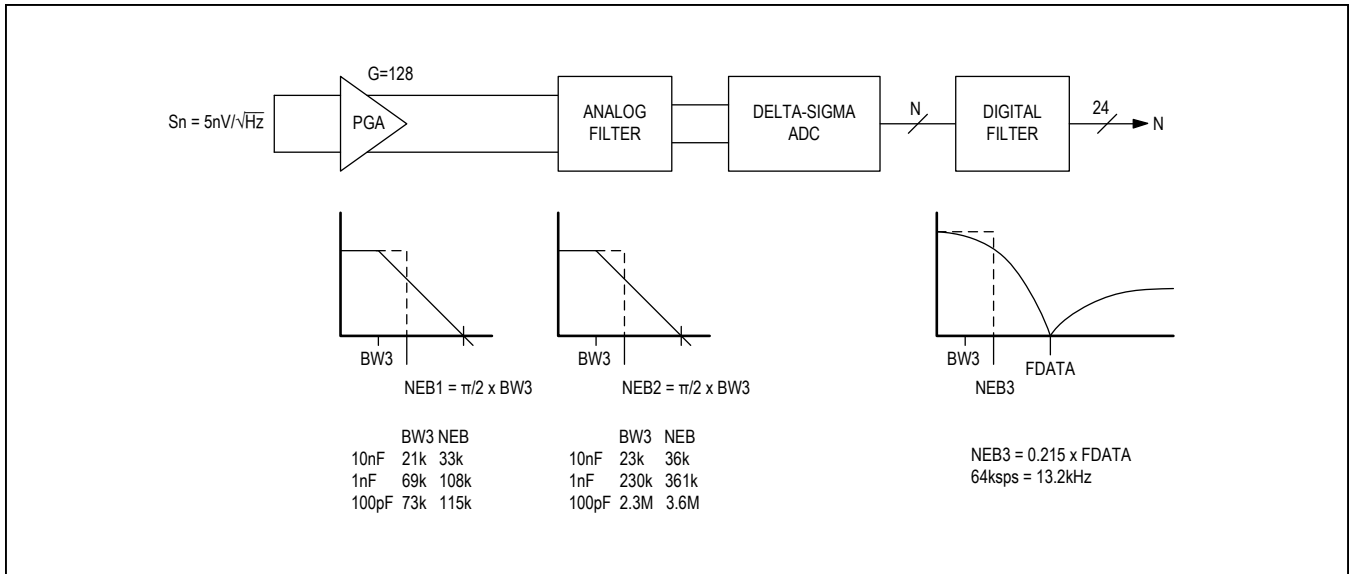 G=128
Sn = 5nV/√Hz
PGA
ANALOG
FILTER
DELTA-SIGMA
ADC
N
DIGITAL
FILTER
24
N
BW3
NEB1 = π/2 x BW3
BW3 NEB
10nF 21k 33k
1nF 69k 108k
100pF 73k 115k
BW3
NEB2 = π/2 x BW3
BW3 NEB
10nF 23k 36k
1nF 230k 361k
100pF 2.3M 3.6M
BW3
FDATA
NEB3
NEB3 = 0.215 x FDATA
64ksps = 13.2kHz